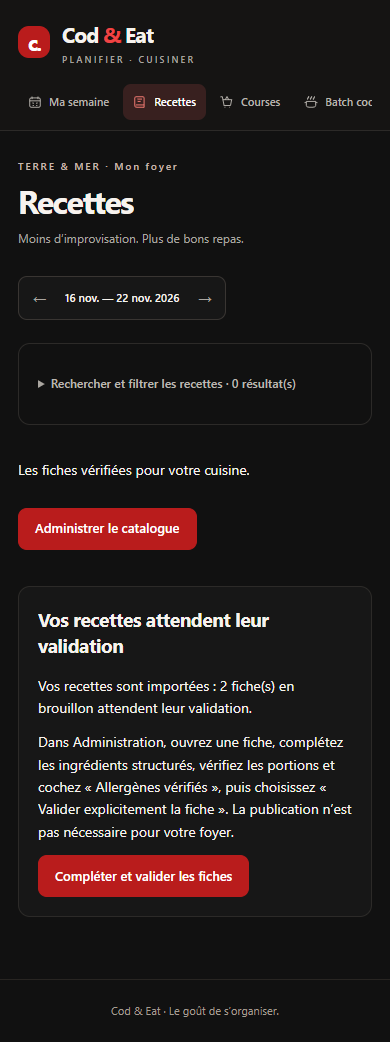 c.
Cod & Eat
PLANIFIER · CUISINER
Ma semaine
Recettes
Courses
Batch coc
TERRE & MER · Mon foyer
Recettes
Moins d'improvisation. Plus de bons repas.
← 16 nov. — 22 nov. 2026 →
▶ Rechercher et filtrer les recettes · 0 résultat(s)
Les fiches vérifiées pour votre cuisine.
Administrer le catalogue
Vos recettes attendent leur
validation
Vos recettes sont importées : 2 fiche(s) en
brouillon attendent leur validation.
Dans Administration, ouvrez une fiche, complétez
les ingrédients structurés, vérifiez les portions et
cochez « Allergènes vérifiés », puis choisissez «
Valider explicitement la fiche ». La publication n'est
pas nécessaire pour votre foyer.
Compléter et valider les fiches
Cod & Eat · Le goût de s'organiser.